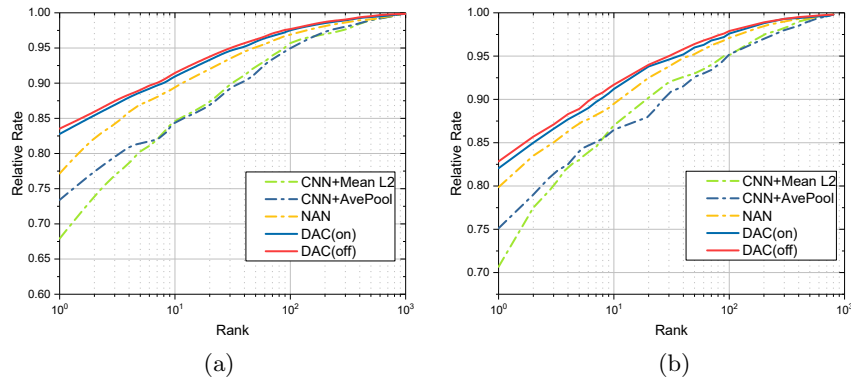 1.00
0.95
0.90
0.85
0.80
0.75
0.70
0.65
0.60
Relative Rate
CNN+Mean L2
CNN+AvePool
NAN
DAC(on)
DAC(off)
10^0
10^1
10^2
10^3
Rank
(a)
1.00
0.95
0.90
0.85
0.80
0.75
0.70
Relative Rate
CNN+Mean L2
CNN+AvePool
NAN
DAC(on)
DAC(off)
10^0
10^1
10^2
10^3
Rank
(b)